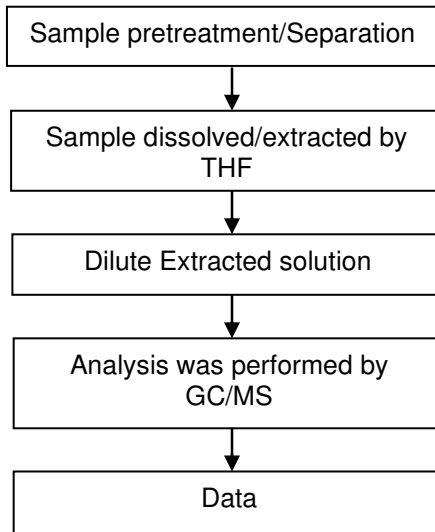 Sample pretreatment/Separation
Sample dissolved/extracted by
THF
Dilute Extracted solution
Analysis was performed by
GC/MS
Data